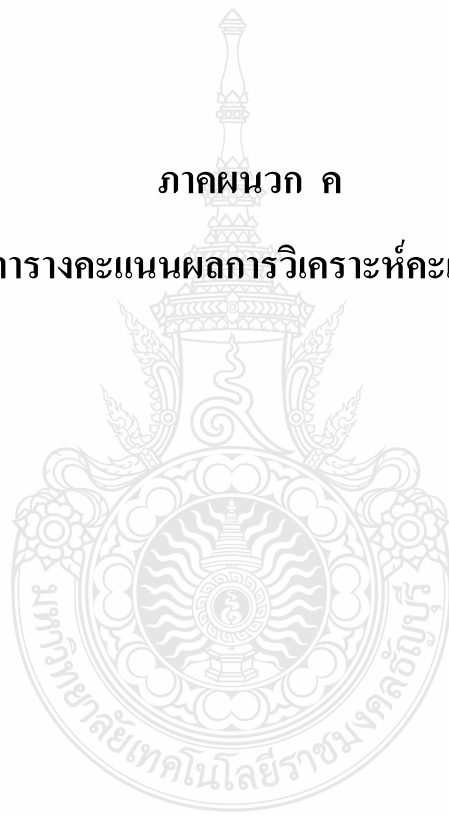 ภาคผนวก ค
ตารางคะแนนผลการวิเคราะห์
มหาวิทยาลัยเทคโนโลยีราชมงคลธัญบุรี